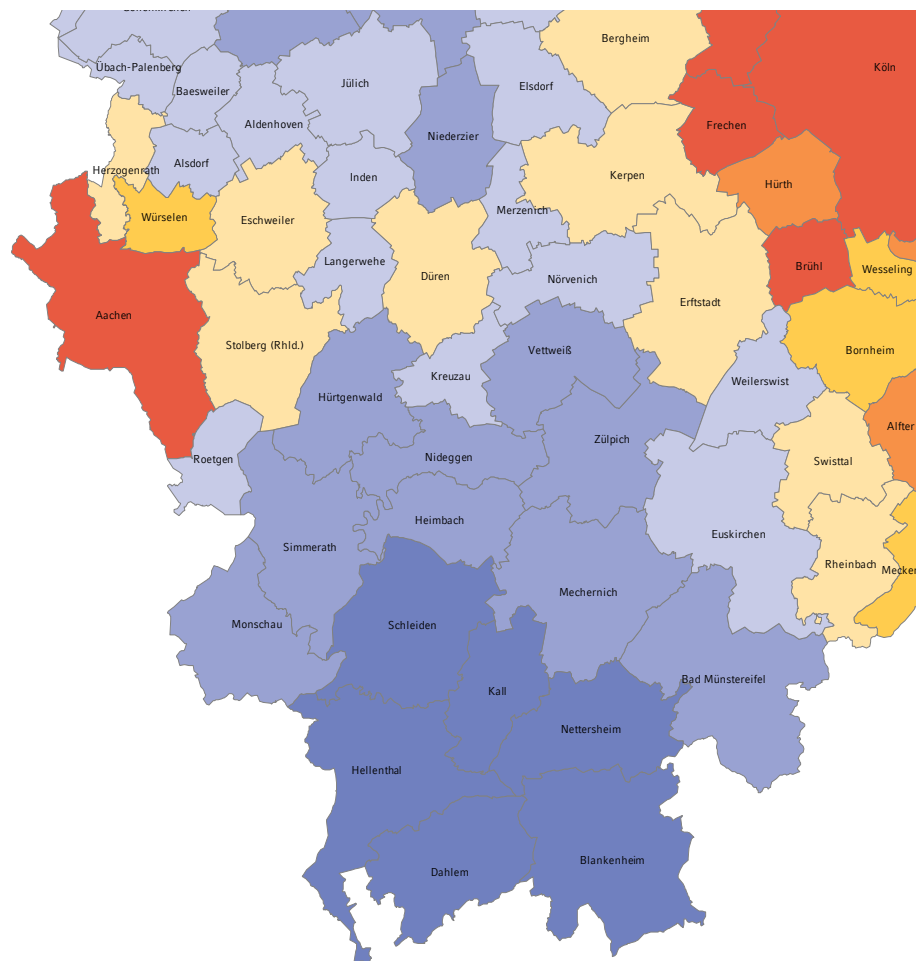 Bergheim
Köln
Übach-Palenberg
Jülich
Elsdorf
Baesweiler
Aldenhoven
Frechen
Niederzier
Alsdorf
Herzogenrath
Inden
Kerpen
Hürth
Würselen
Eschweiler
Merzenich
Langerwehe
Düren
Nörvenich
Brühl
Wesseling
Erftstadt
Aachen
Stolberg (Rhld.)
Vettweiß
Bornheim
Kreuzau
Weilerswist
Hürtgenwald
Zülpich
Alfter
Roetgen
Nideggen
Swisttal
Heimbach
Euskirchen
Simmerath
Rheinbach
Mecken
Mechernich
Monschau
Schleiden
Bad Münstereifel
Kall
Nettersheim
Hellenthal
Blankenheim
Dahlem